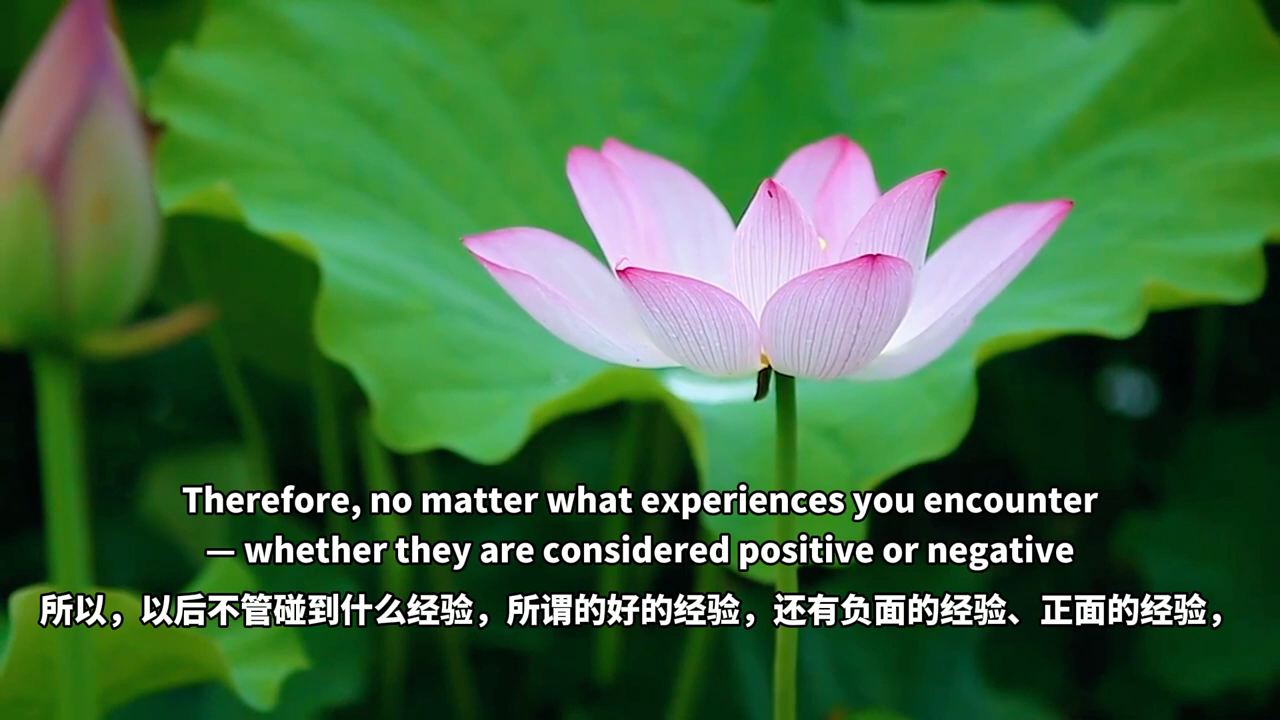 Therefore, no matter what experiences you encounter
— whether they are considered positive or negative
所以，以后不管碰到什么经验，所谓的好的经验，还有负面的经验、正面的经验，